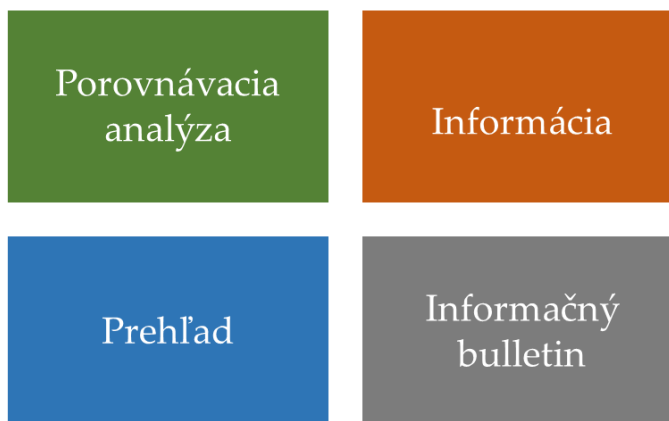 Porovnávacia
analýza
Informácia
Prehľad
Informačný
bulletin